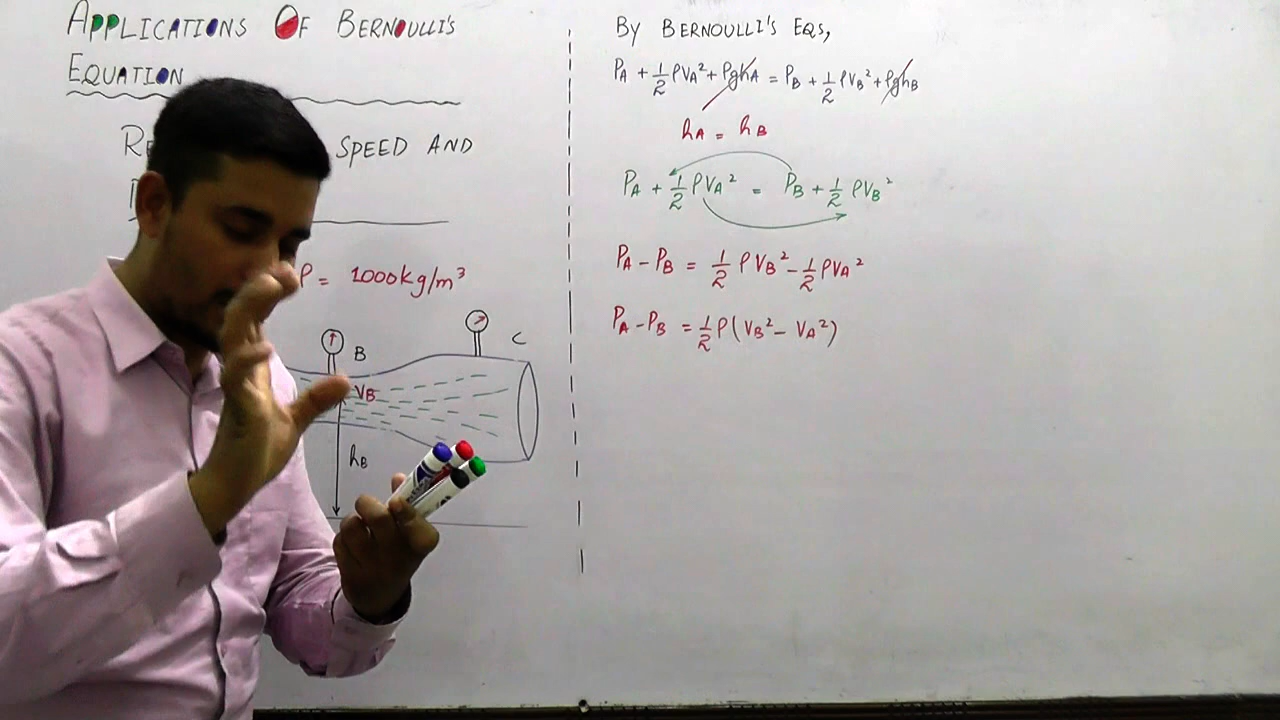 APPLICATIONS OF BERNOULLI'S
EQUATION
SPEED AND
ρ = 1000kg/m³
B
C
VB
hB
BY BERNOULLI'S EQS,
PA + 1/2 ρVA² + ρghA = PB + 1/2 ρVB² + ρghB
hA = hB
PA + 1/2 ρVA² = PB + 1/2 ρVB²
PA - PB = 1/2 ρVB² - 1/2 ρVA²
PA - PB = 1/2 ρ(VB² - VA²)